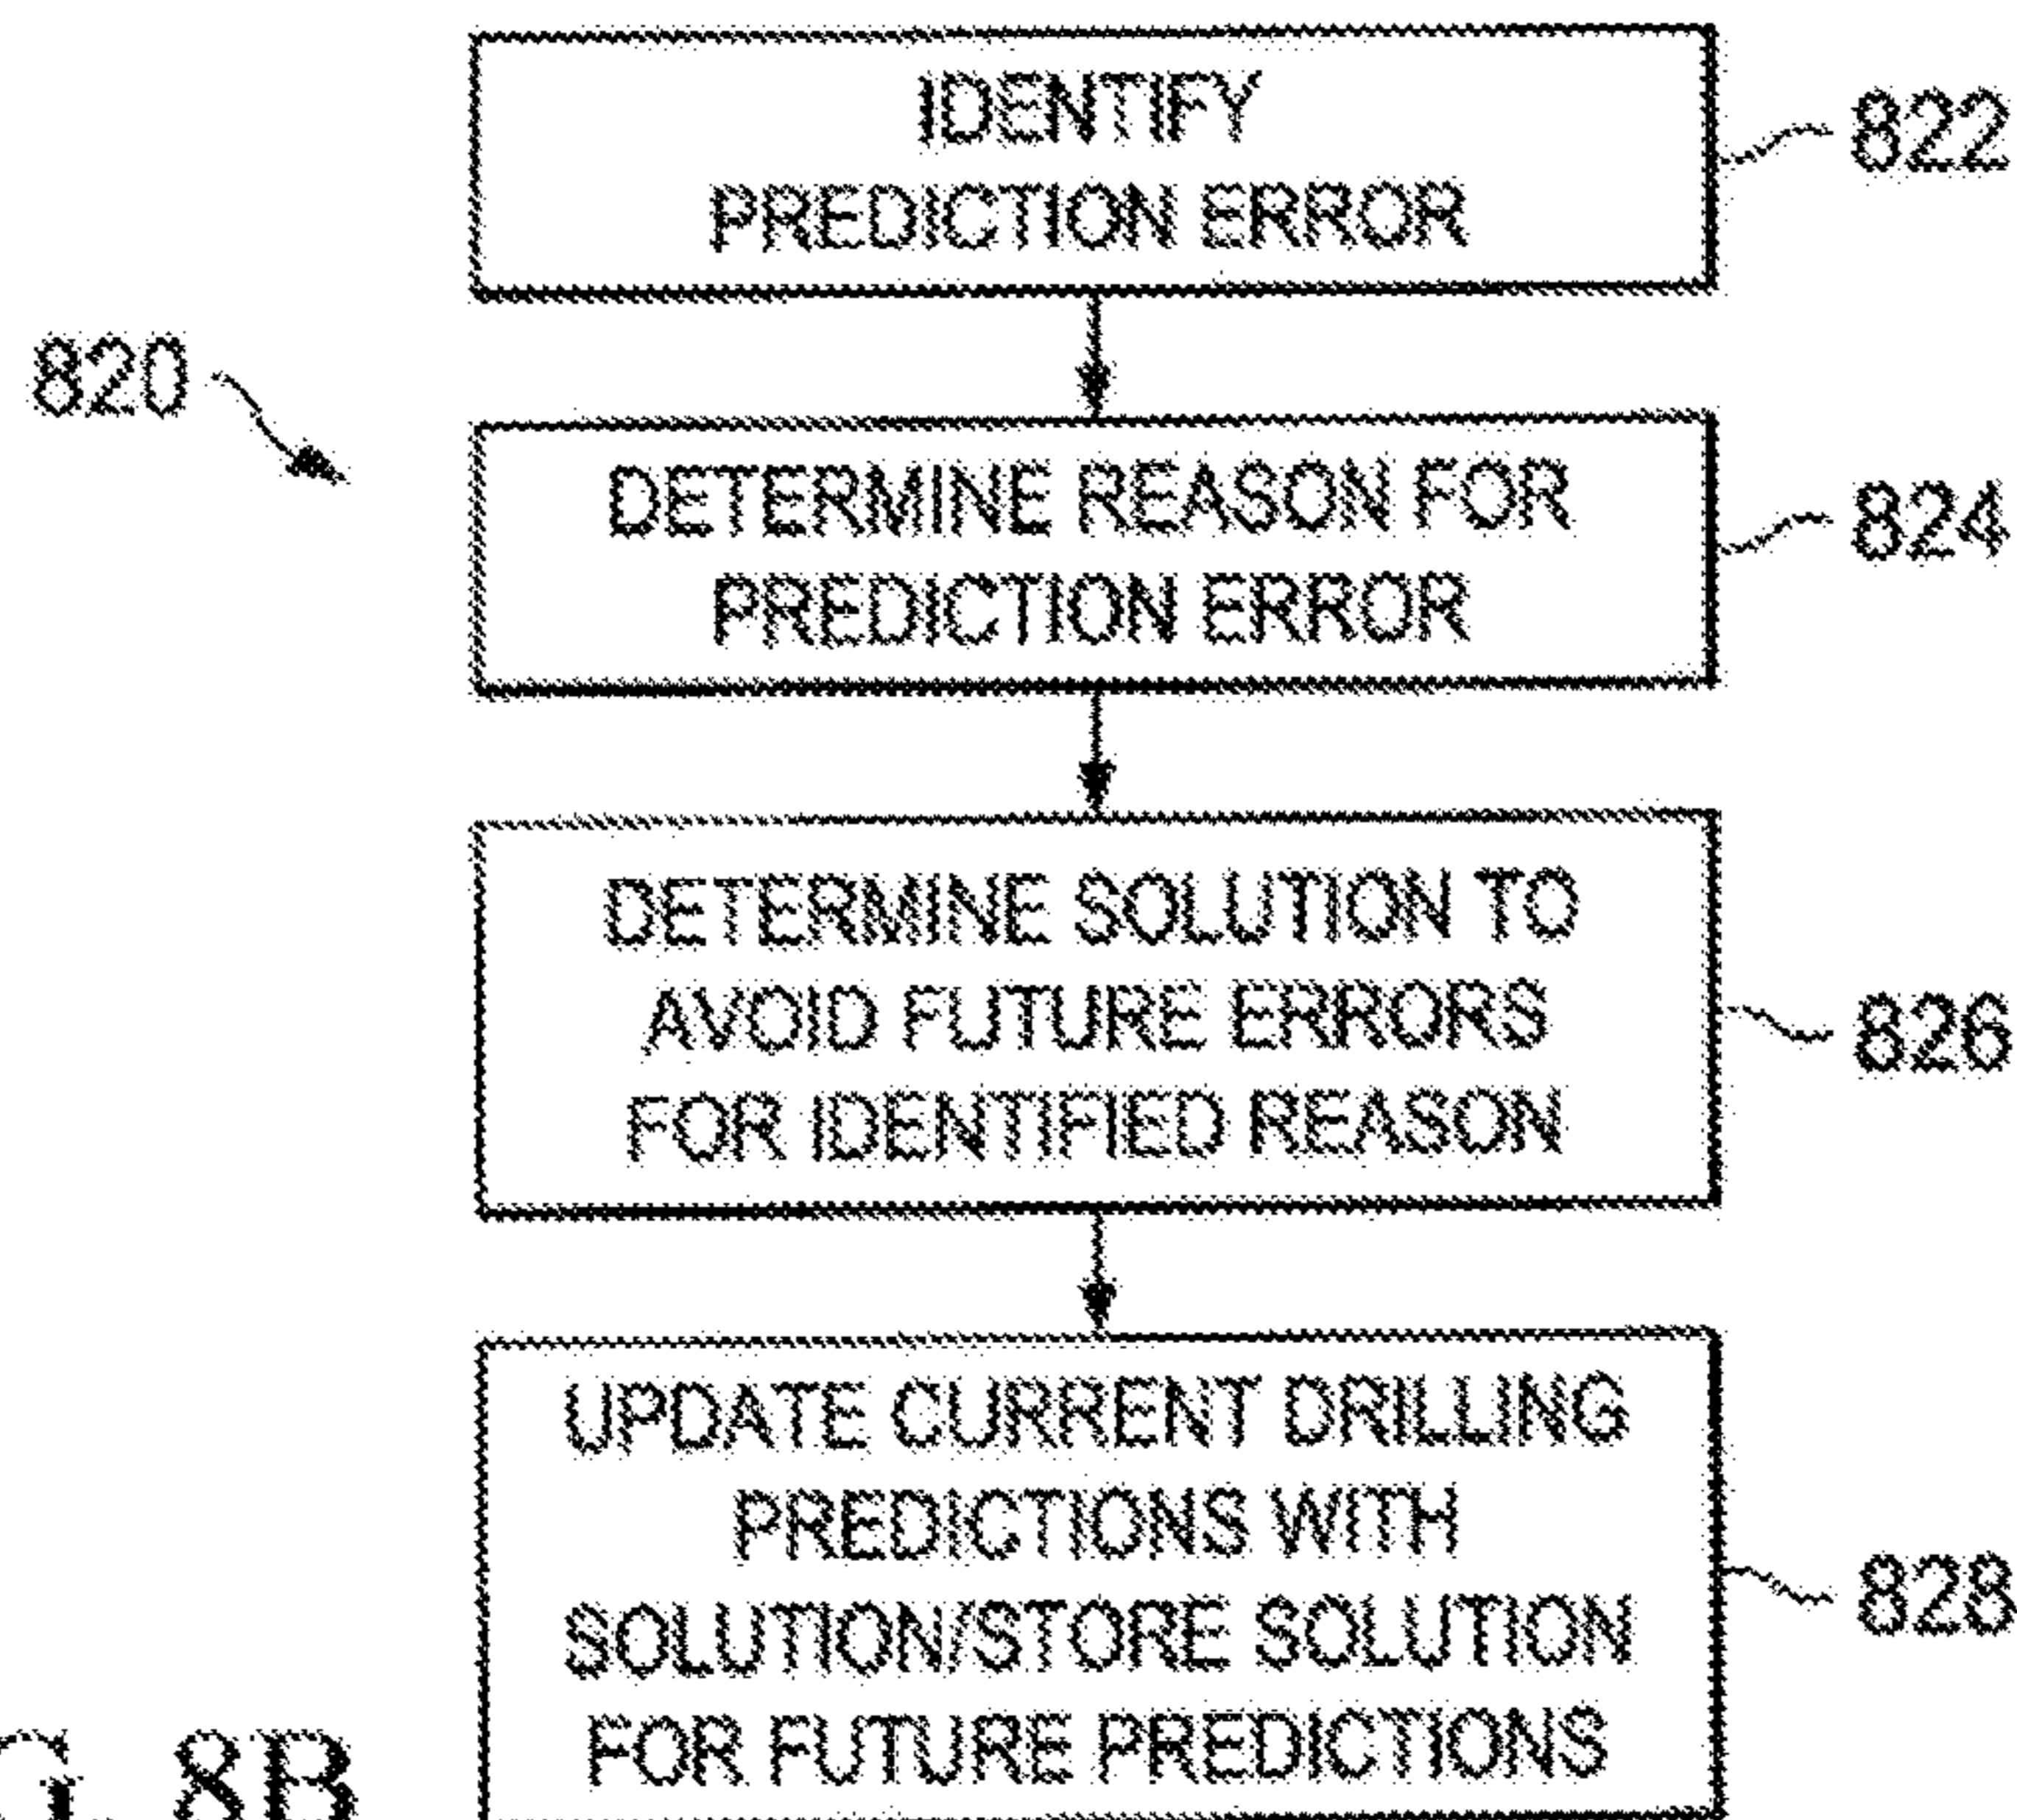 IDENTIFY
PREDICTION ERROR
822
820
DETERMINE REASON FOR
PREDICTION ERROR
824
DETERMINE SOLUTION TO
AVOID FUTURE ERRORS
FOR IDENTIFIED REASON
826
UPDATE CURRENT DRILLING
PREDICTIONS WITH
SOLUTION/STORE SOLUTION
FOR FUTURE PREDICTIONS
828
8B